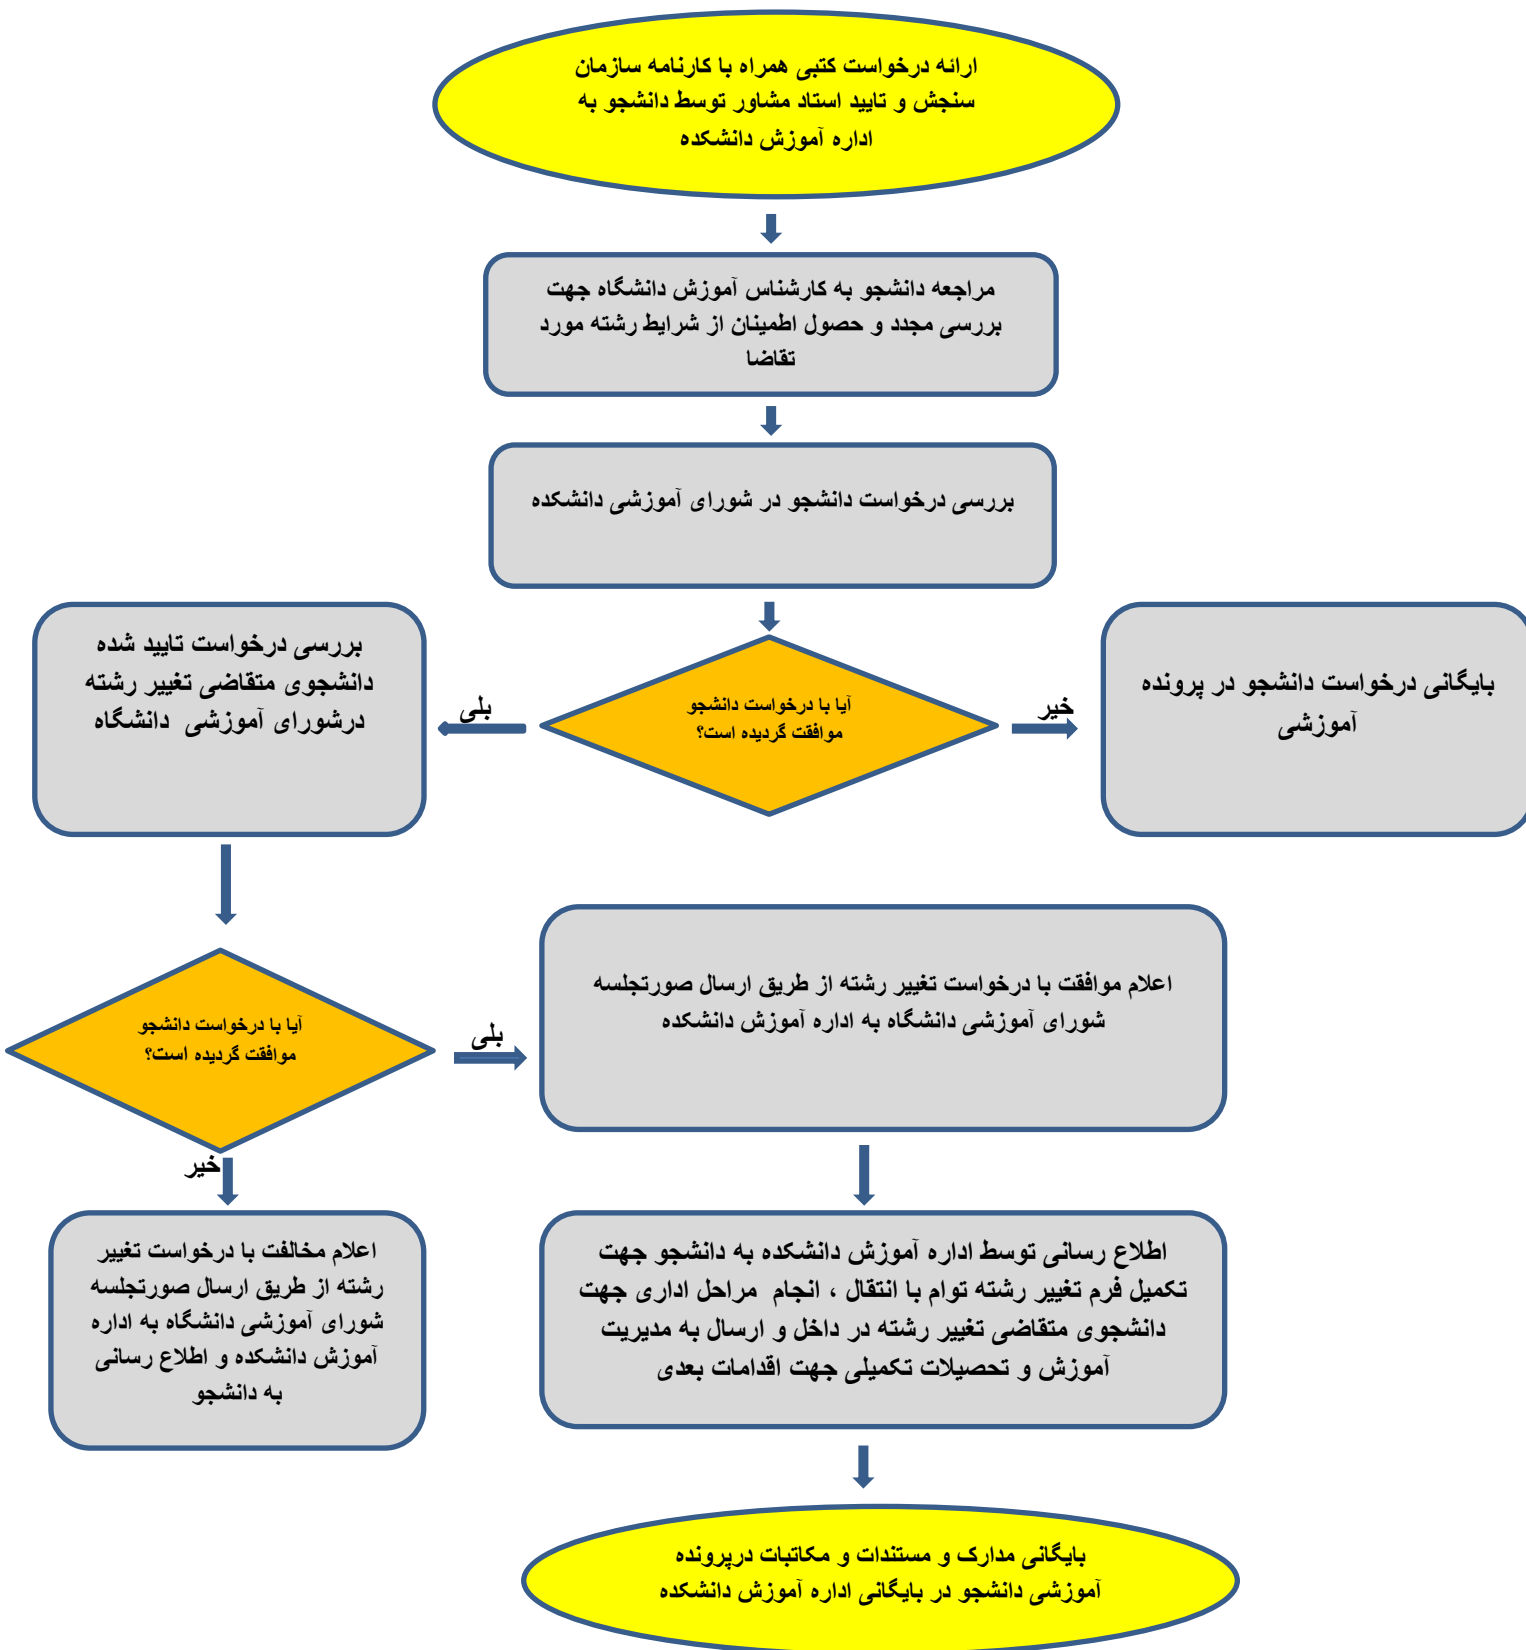 ارائه درخواست کتبی همراه با کارنامه سازمان
سنجش و تایید استاد مشاور توسط دانشجو به
اداره آموزش دانشکده
مراجعه دانشجو به کارشناس آموزش دانشگاه جهت
بررسی مجدد و حصول اطمینان از شرایط رشته مورد
تقاضا
بررسی درخواست دانشجو در شورای آموزشی دانشکده
آیا با درخواست دانشجو
موافقت گردیده است؟
خیر
بایگانی درخواست دانشجو در پرونده
آموزشی
بلی
بررسی درخواست تایید شده
دانشجوی متقاضی تغییر رشته
درشورای آموزشی دانشگاه
آیا با درخواست دانشجو
موافقت گردیده است؟
بلی
اعلام موافقت با درخواست تغییر رشته از طریق ارسال صورتجلسه
شورای آموزشی دانشگاه به اداره آموزش دانشکده
خیر
اعلام مخالفت با درخواست تغییر
رشته از طریق ارسال صورتجلسه
شورای آموزشی دانشگاه به اداره
آموزش دانشکده و اطلاع رسانی
به دانشجو
اطلاع رسانی توسط اداره آموزش دانشکده به دانشجو جهت
تکمیل فرم تغییر رشته توام با انتقال ، انجام مراحل اداری جهت
دانشجوی متقاضی تغییر رشته در داخل و ارسال به مدیریت
آموزش و تحصیلات تکمیلی جهت اقدامات بعدی
بایگانی مدارک و مستندات و مکاتبات درپرونده
آموزشی دانشجو در بایگانی اداره آموزش دانشکده